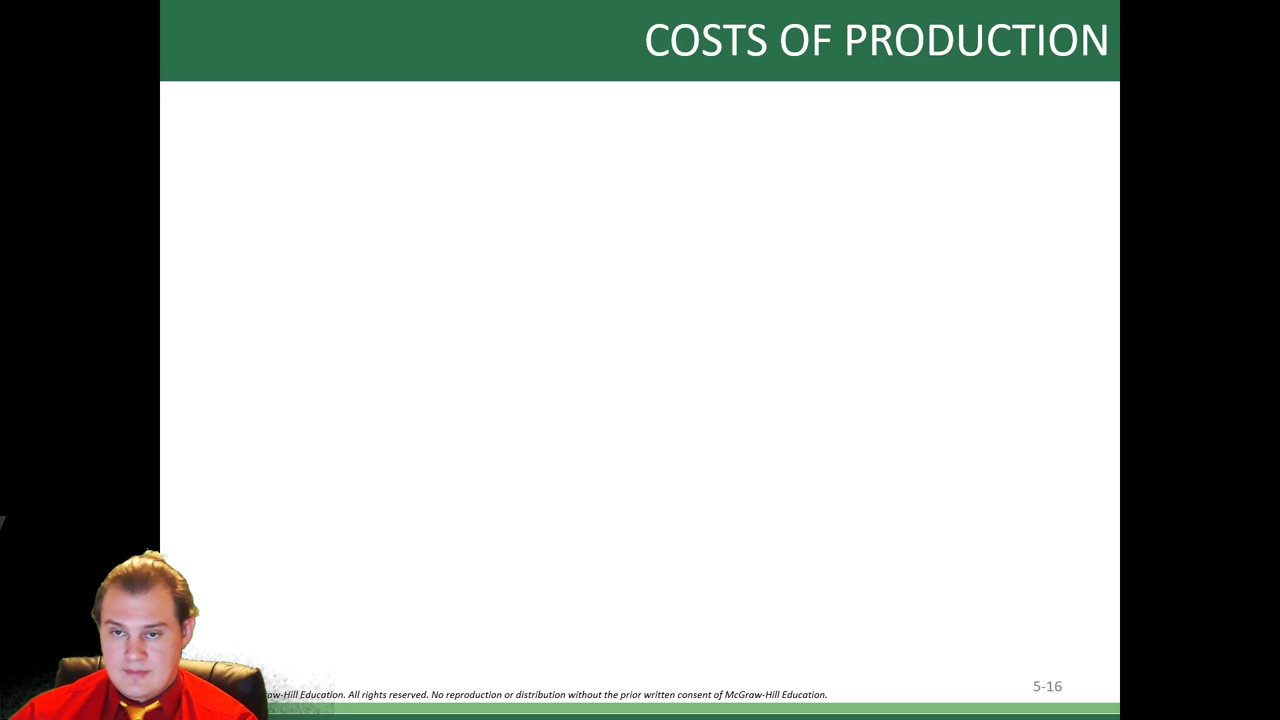 COSTS OF PRODUCTION
aw-Hill Education. All rights reserved. No reproduction or distribution without the prior written consent of McGraw-Hill Education.
5-16